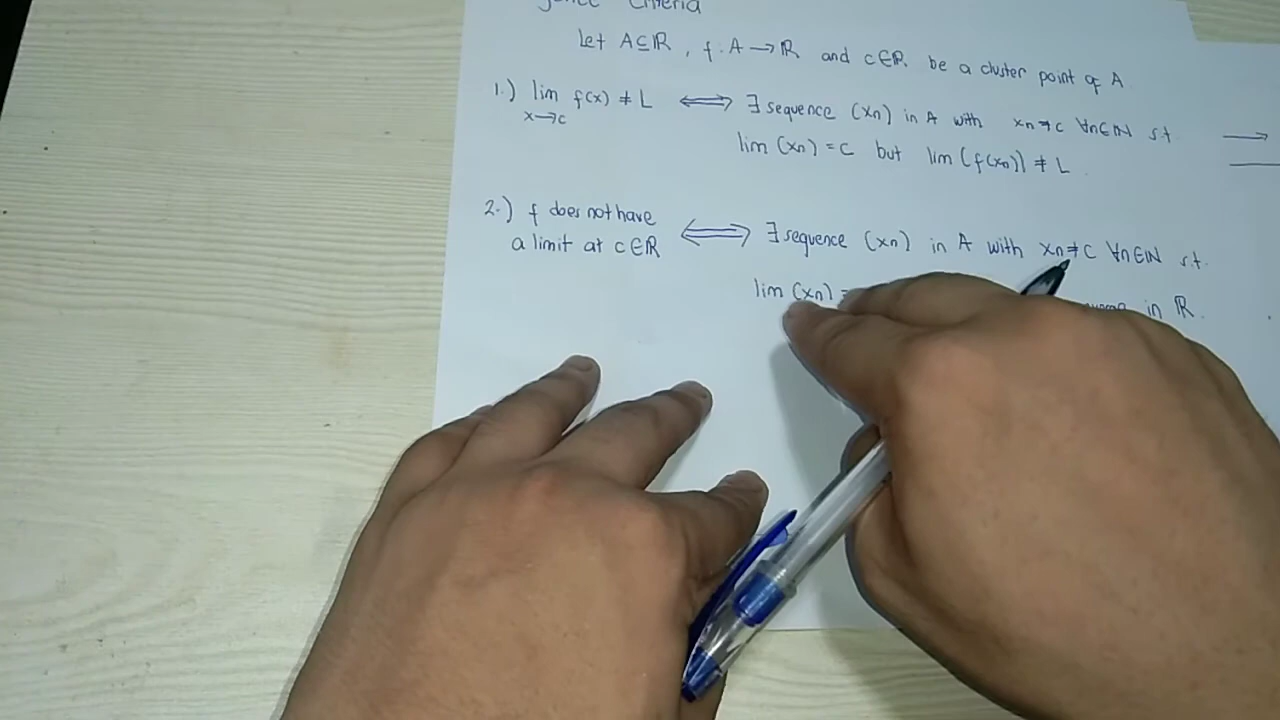 Criteria
Let A⊆ℝ, f: A → ℝ and c∈ℝ. be a cluster point of A
1.) lim f(x) ≠ L ⟺ ∃ sequence (xn) in A with xn≠c ∀n∈ℕ s.t.
x→c
lim (xn) = c but lim (f(xn)) ≠ L
2.) f does not have
a limit at c∈ℝ ⟺ ∃ sequence (xn) in A with xn≠c ∀n∈ℕ s.t.
lim (xn) = in ℝ.